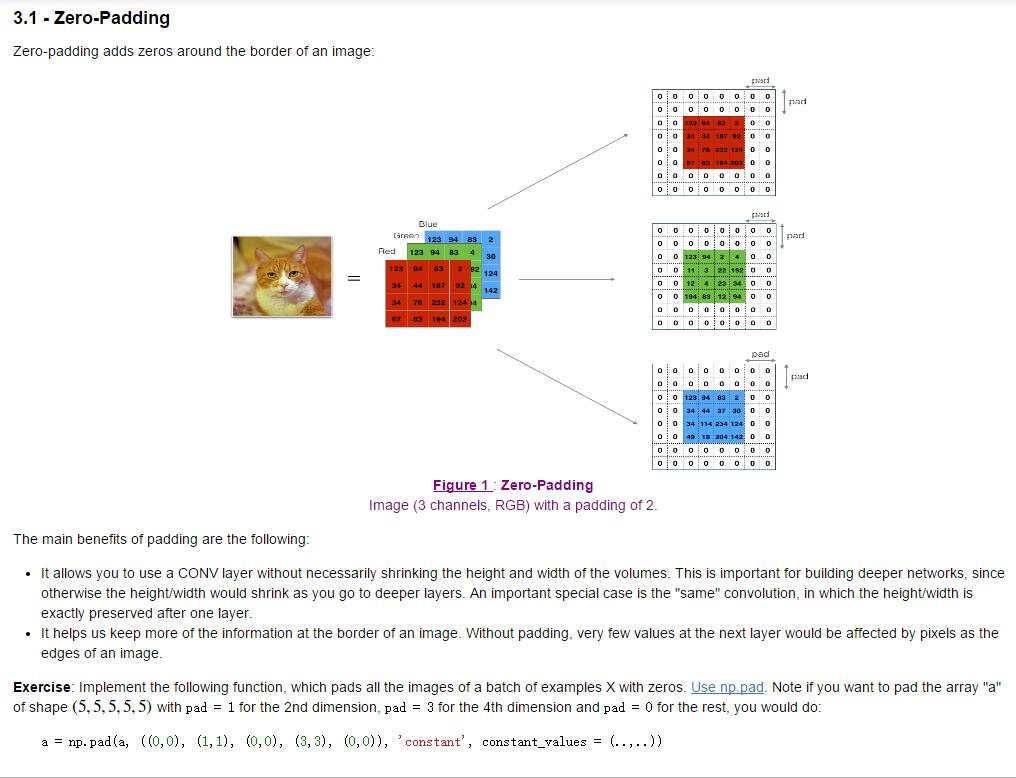 3.1 - Zero-Padding
Zero-padding adds zeros around the border of an image:
pad
pad
0 0 0 0 0 0 0 0
0 0 0 0 0 0 0 0
0 0 123 94 83 2 0 0
0 0 34 44 187 92 0 0
0 0 34 76 232 124 0 0
0 0 67 83 194 202 0 0
0 0 0 0 0 0 0 0
0 0 0 0 0 0 0 0
=
Blue
123 94 83 2
30
124
142
Green
123 94 83 4
92
34
34
Red
123 94 83 2
34 44 187 92
34 76 232 124
67 83 194 202
pad
pad
0 0 0 0 0 0 0 0
0 0 0 0 0 0 0 0
0 0 123 94 2 4 0 0
0 0 11 3 22 192 0 0
0 0 12 4 23 34 0 0
0 0 194 83 12 94 0 0
0 0 0 0 0 0 0 0
0 0 0 0 0 0 0 0
pad
pad
0 0 0 0 0 0 0 0
0 0 0 0 0 0 0 0
0 0 123 94 83 2 0 0
0 0 34 44 37 30 0 0
0 0 34 114 234 124 0 0
0 0 49 18 204 142 0 0
0 0 0 0 0 0 0 0
0 0 0 0 0 0 0 0
Figure 1 : Zero-Padding
Image (3 channels, RGB) with a padding of 2.
The main benefits of padding are the following:
• It allows you to use a CONV layer without necessarily shrinking the height and width of the volumes. This is important for building deeper networks, since
otherwise the height/width would shrink as you go to deeper layers. An important special case is the "same" convolution, in which the height/width is
exactly preserved after one layer.
• It helps us keep more of the information at the border of an image. Without padding, very few values at the next layer would be affected by pixels as the
edges of an image.
Exercise: Implement the following function, which pads all the images of a batch of examples X with zeros. Use np.pad. Note if you want to pad the array "a"
of shape (5, 5, 5, 5, 5) with pad = 1 for the 2nd dimension, pad = 3 for the 4th dimension and pad = 0 for the rest, you would do:
a = np.pad(a, ((0,0), (1,1), (0,0), (3,3), (0,0)), 'constant', constant_values = (..,..))